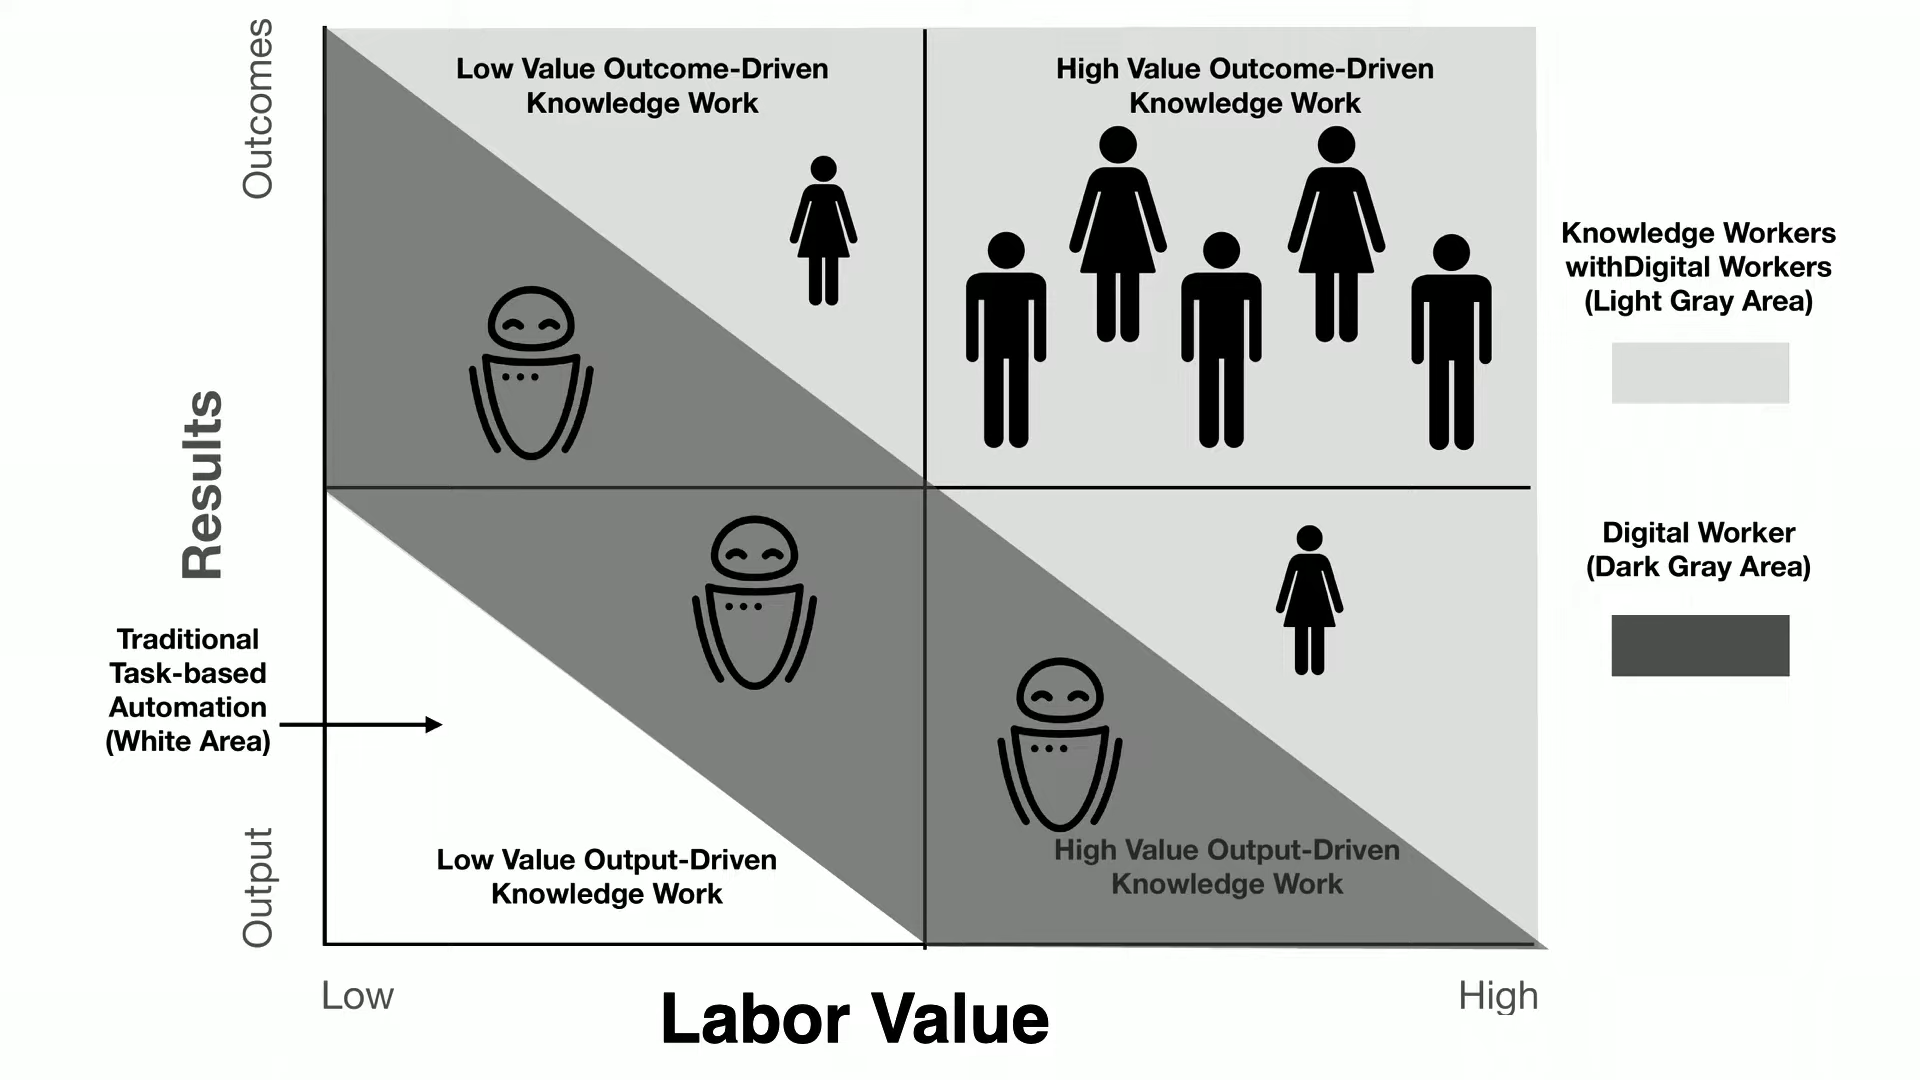 Outcomes
Low Value Outcome-Driven
Knowledge Work
High Value Outcome-Driven
Knowledge Work
Knowledge Workers
withDigital Workers
(Light Gray Area)
Results
Digital Worker
(Dark Gray Area)
Traditional
Task-based
Automation
(White Area)
Output
Low Value Output-Driven
Knowledge Work
High Value Output-Driven
Knowledge Work
Low
Labor Value
High